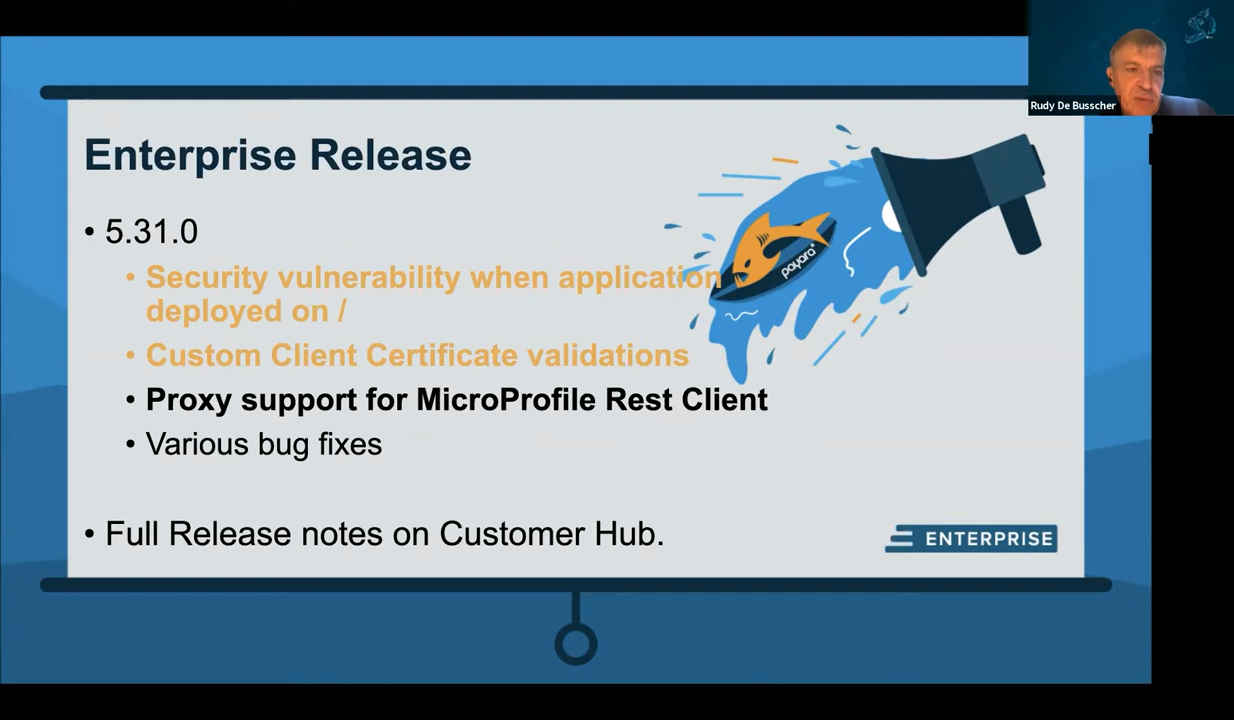 Rudy De Busscher
Enterprise Release
• 5.31.0
• Security vulnerability when application
deployed on /
• Custom Client Certificate validations
• Proxy support for MicroProfile Rest Client
• Various bug fixes
• Full Release notes on Customer Hub.
payara
ENTERPRISE